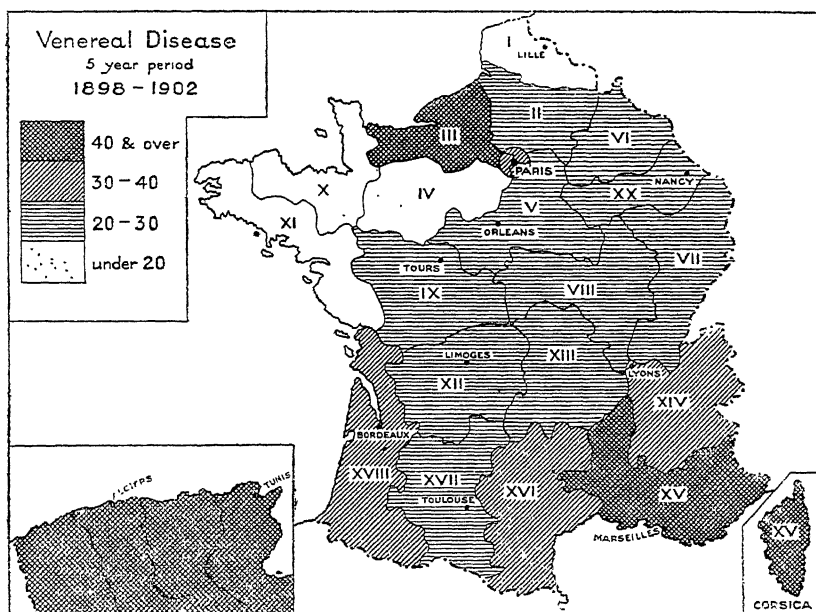 Venereal Disease
5 year period
1898 – 1902
40 & over
30 – 40
20 – 30
under 20
I
LILLE
II
III
VI
PARIS
NANCY
XX
X
IV
V
XI
ORLEANS
VII
TOURS
IX
VIII
LIMOGES
XIII
LYONS
XII
XIV
BORDEAUX
XVIII
XVII
XVI
XV
TOULOUSE
MARSEILLES
TUNIS
XV
CORSICA